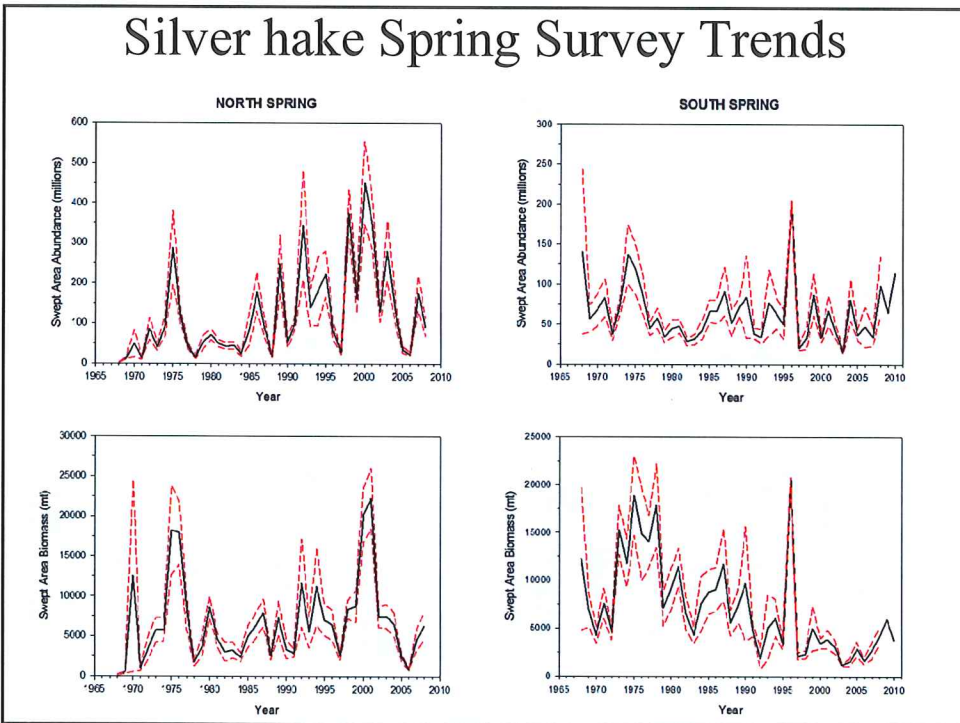 Silver hake Spring Survey Trends
NORTH SPRING
Swept Area Abundance (millions)
600
500
400
300
200
*00
0
1965 1970 1975 1980 *985 1990 1995 2000 2005 2010
Year
SOUTH SPRING
Swept Area Abundance (millions)
300
250
200
150
100
50
0
1965 1970 1975 1980 1985 1990 1995 2000 2005 2010
Year
Swept Area Biomass (mt)
30000
25000
20000
15000
10000
5000
0
*965 1970 1975 1980 1985 1990 1995 2000 2005 2010
Year
Swept Area Biomass (mt)
25000
20000
15000
10000
5000
0
1965 1970 1975 1980 1985 1990 1995 2000 2005 2010
Year